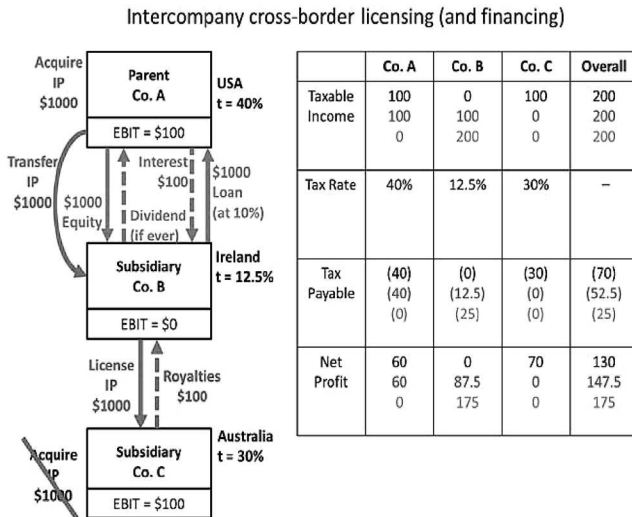 Intercompany cross-border licensing (and financing)
Acquire
IP
$1000
Parent
Co. A
USA
t = 40%
EBIT = $100
Transfer
IP
$1000
$1000
Equity
Interest
$100
Dividend
(if ever)
$1000
Loan
(at 10%)
Subsidiary
Co. B
Ireland
t = 12.5%
EBIT = $0
License
IP
$1000
Royalties
$100
Acquire
IP
$1000
Subsidiary
Co. C
Australia
t = 30%
EBIT = $100
Co. A Co. B Co. C Overall
Taxable 100 0 100 200
Income 100 100 0 200
0 200 0 200
Tax Rate 40% 12.5% 30% –
Tax (40) (0) (30) (70)
Payable (40) (12.5) (0) (52.5)
(0) (25) (0) (25)
Net 60 0 70 130
Profit 60 87.5 0 147.5
0 175 0 175